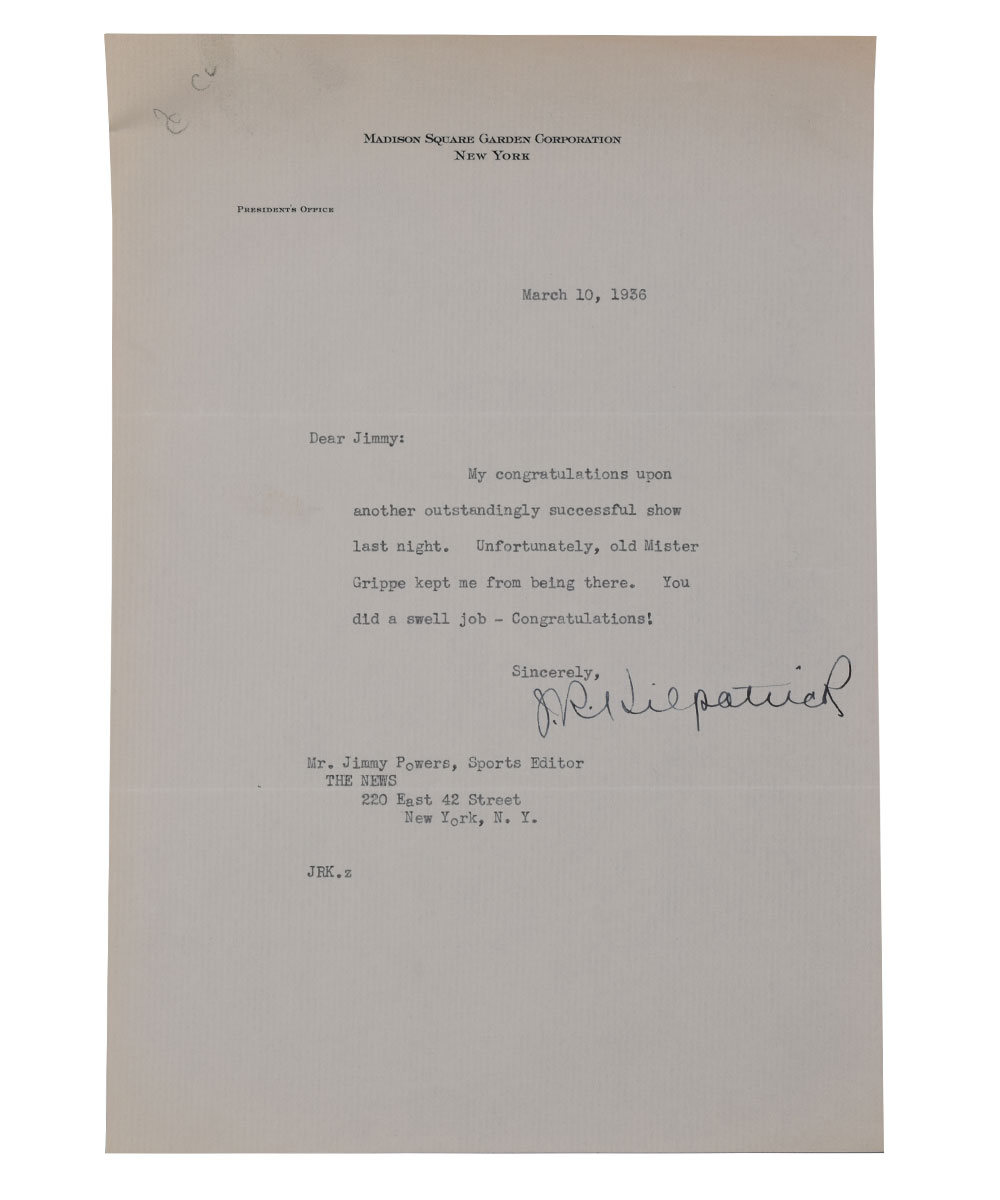 MADISON SQUARE GARDEN CORPORATION
NEW YORK
PRESIDENT'S OFFICE
March 10, 1936
Dear Jimmy:
My congratulations upon
another outstandingly successful show
last night. Unfortunately, old Mister
Grippe kept me from being there. You
did a swell job - Congratulations!
Sincerely,
J.R. Kilpatrick
Mr. Jimmy Powers, Sports Editor
THE NEWS
220 East 42 Street
New York, N. Y.
JRK.z